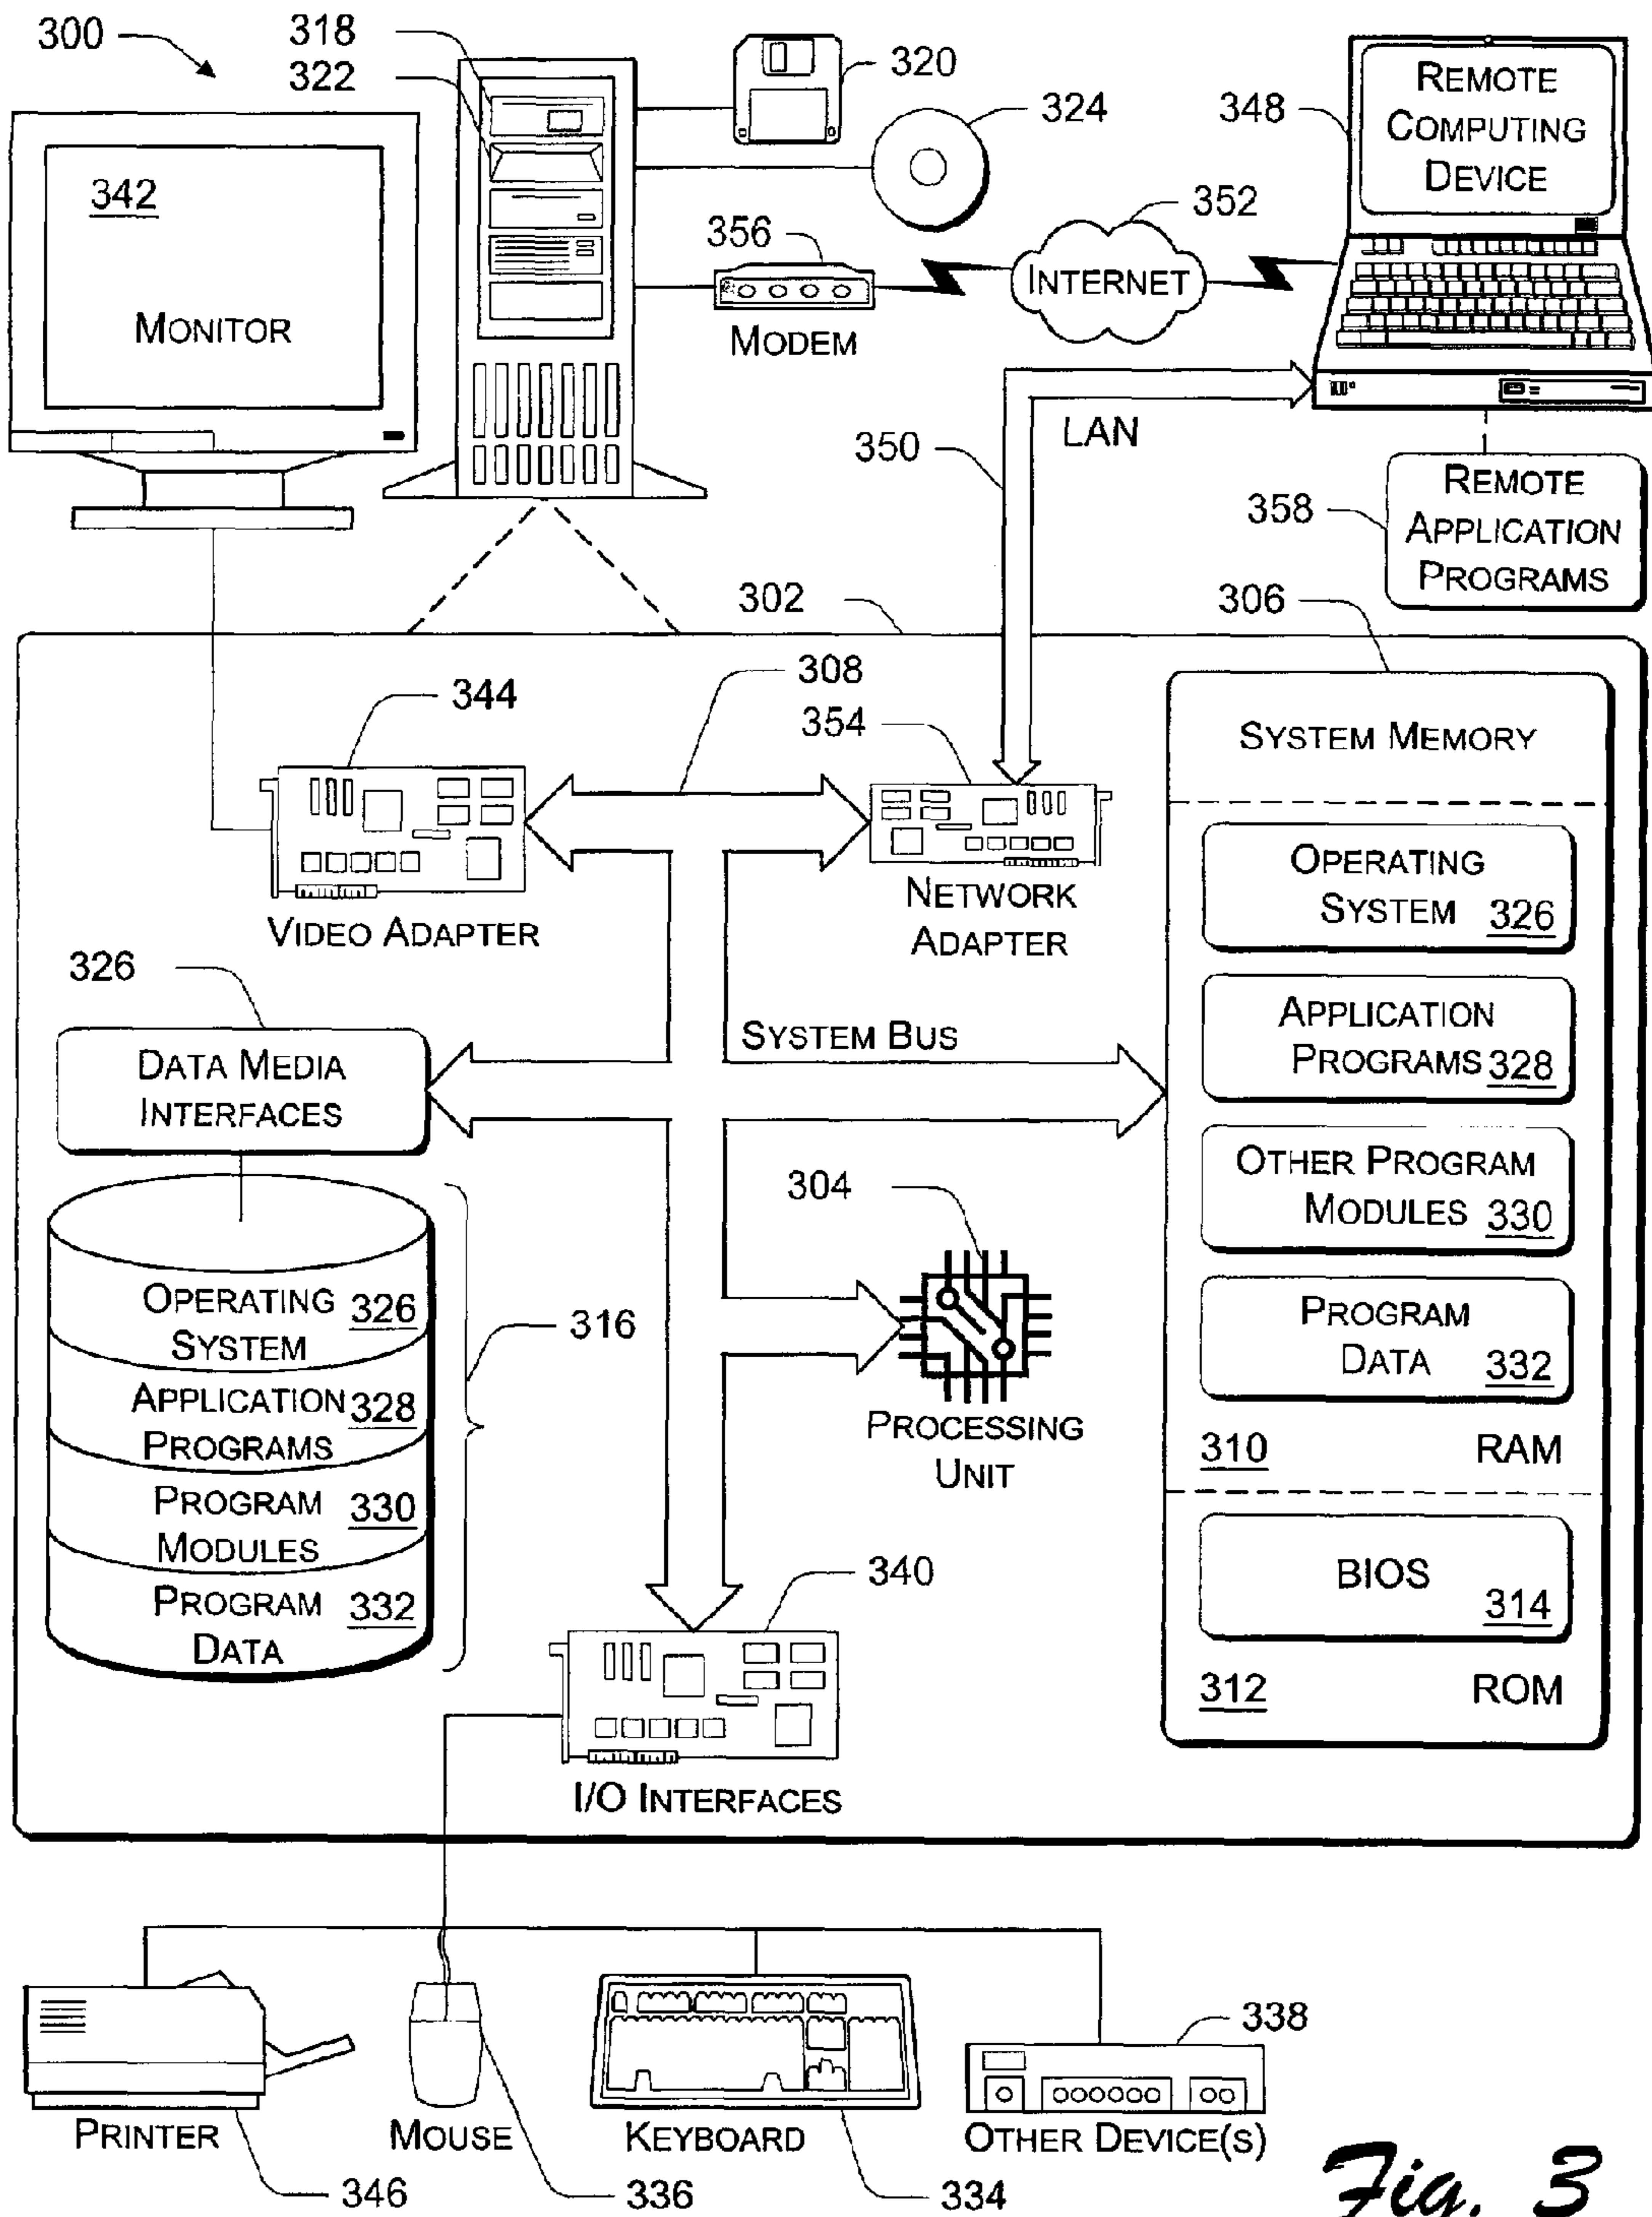 300
318
322
320
324
348
REMOTE
COMPUTING
DEVICE
342
MONITOR
356
MODEM
352
INTERNET
LAN
350
358
REMOTE
APPLICATION
PROGRAMS
302
306
308
344
354
SYSTEM MEMORY
VIDEO ADAPTER
NETWORK
ADAPTER
OPERATING
SYSTEM 326
326
DATA MEDIA
INTERFACES
SYSTEM BUS
APPLICATION
PROGRAMS 328
OTHER PROGRAM
MODULES 330
304
PROCESSING
UNIT
PROGRAM
DATA 332
310 RAM
OPERATING 326
SYSTEM
APPLICATION 328
PROGRAMS
PROGRAM 330
MODULES
PROGRAM 332
DATA
316
340
I/O INTERFACES
BIOS
314
312 ROM
PRINTER
346
MOUSE
336
KEYBOARD
334
338
OTHER DEVICE(S)
Fig. 3